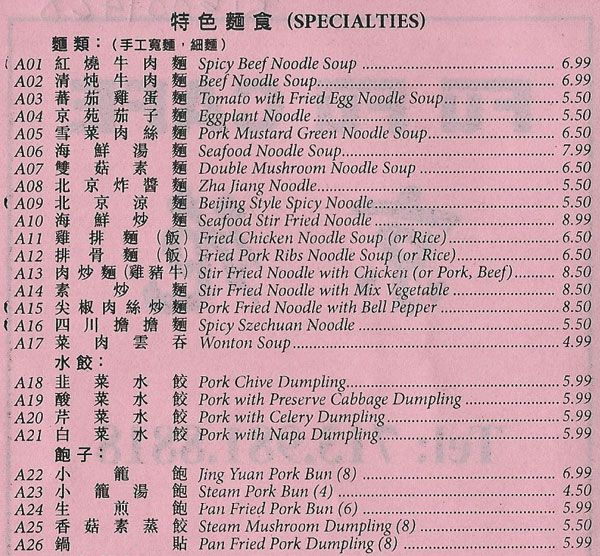 特色麵食 (SPECIALTIES)
麵類：(手工寬麵，細麵)
A01 紅燒牛肉麵 Spicy Beef Noodle Soup 6.99
A02 清炖牛肉麵 Beef Noodle Soup 6.99
A03 蕃茄雞蛋麵 Tomato with Fried Egg Noodle Soup 5.50
A04 京苑茄子麵 Eggplant Noodle 5.50
A05 雪菜肉絲麵 Pork Mustard Green Noodle Soup 6.50
A06 海鮮湯麵 Seafood Noodle Soup 7.99
A07 雙菇素麵 Double Mushroom Noodle Soup 6.50
A08 北京炸醬麵 Zha Jiang Noodle 5.50
A09 北京涼麵 Beijing Style Spicy Noodle 5.50
A10 海鮮炒麵 Seafood Stir Fried Noodle 8.99
A11 雞排麵(飯) Fried Chicken Noodle Soup (or Rice) 6.50
A12 排骨麵(飯) Fried Pork Ribs Noodle Soup (or Rice) 6.50
A13 肉炒麵(雞豬牛) Stir Fried Noodle with Chicken (or Pork, Beef) 8.50
A14 素炒麵 Stir Fried Noodle with Mix Vegetable 8.50
A15 尖椒肉絲炒麵 Pork Fried Noodle with Bell Pepper 8.50
A16 四川擔擔麵 Spicy Szechuan Noodle 5.50
A17 菜肉雲吞 Wonton Soup 4.99
水餃：
A18 韭菜水餃 Pork Chive Dumpling 5.99
A19 酸菜水餃 Pork with Preserve Cabbage Dumpling 5.99
A20 芹菜水餃 Pork with Celery Dumpling 5.99
A21 白菜水餃 Pork with Napa Dumpling 5.99
飽子：
A22 小籠飽 Jing Yuan Pork Bun (8) 6.99
A23 小籠湯飽 Steam Pork Bun (4) 4.50
A24 生煎飽 Pan Fried Pork Bun (6) 5.99
A25 香菇素蒸餃 Steam Mushroom Dumpling (8) 5.50
A26 鍋貼 Pan Fried Pork Dumpling (8) 5.99